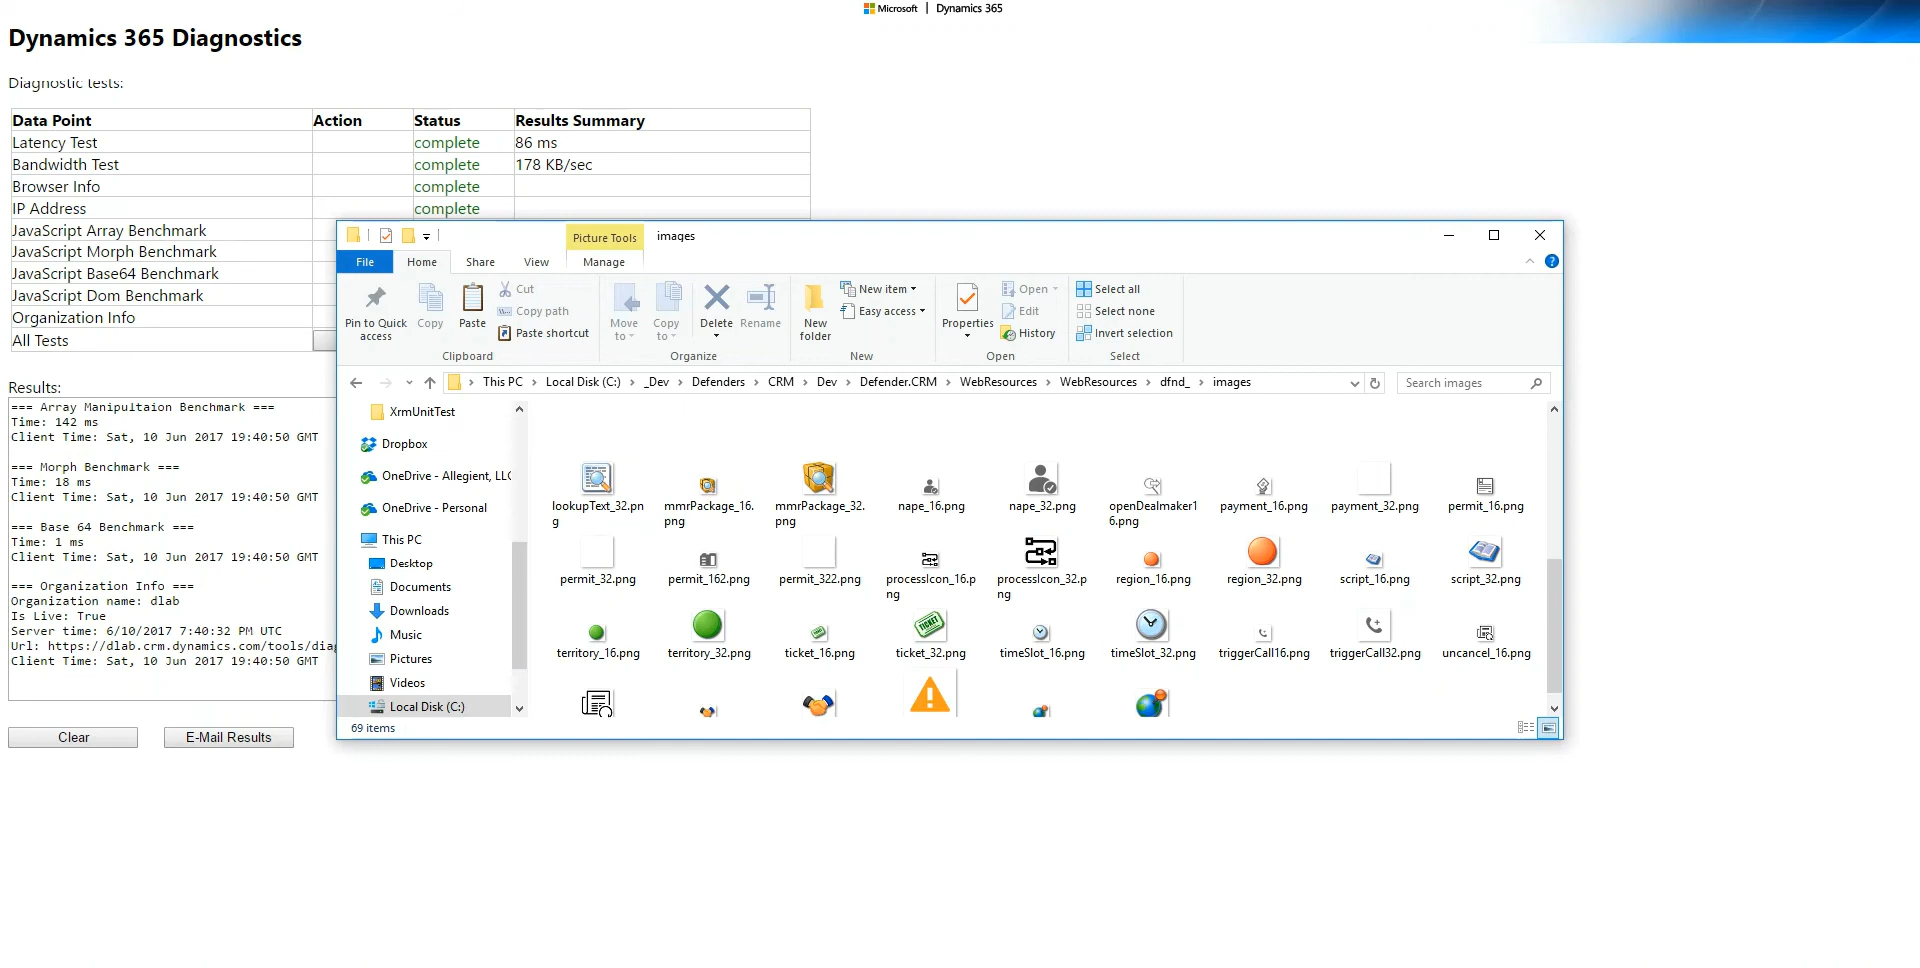 Microsoft | Dynamics 365
Dynamics 365 Diagnostics
Diagnostic tests:
Data Point Action Status Results Summary
Latency Test complete 86 ms
Bandwidth Test complete 178 KB/sec
Browser Info complete
IP Address complete
JavaScript Array Benchmark
JavaScript Morph Benchmark
JavaScript Base64 Benchmark
JavaScript Dom Benchmark
Organization Info
All Tests
Results:
=== Array Manipultaion Benchmark ===
Time: 142 ms
Client Time: Sat, 10 Jun 2017 19:40:50 GMT
=== Morph Benchmark ===
Time: 18 ms
Client Time: Sat, 10 Jun 2017 19:40:50 GMT
=== Base 64 Benchmark ===
Time: 1 ms
Client Time: Sat, 10 Jun 2017 19:40:50 GMT
=== Organization Info ===
Organization name: dlab
Is Live: True
Server time: 6/10/2017 7:40:32 PM UTC
Url: https://dlab.crm.dynamics.com/tools/diag
Client Time: Sat, 10 Jun 2017 19:40:50 GMT
Clear E-Mail Results
Picture Tools images
File Home Share View Manage
Pin to Quick access
Copy
Paste
Cut
Copy path
Paste shortcut
Clipboard
Move to
Copy to
Delete
Rename
Organize
New folder
New item
Easy access
New
Properties
Open
Edit
History
Open
Select all
Select none
Invert selection
Select
This PC > Local Disk (C:) > _Dev > Defenders > CRM > Dev > Defender.CRM > WebResources > WebResources > dfnd_ > images
Search images
XrmUnitTest
Dropbox
OneDrive - Allegient, LLC
OneDrive - Personal
This PC
Desktop
Documents
Downloads
Music
Pictures
Videos
Local Disk (C:)
lookupText_32.png mmrPackage_16.png mmrPackage_32.png nape_16.png nape_32.png openDealmaker16.png payment_16.png payment_32.png permit_16.png
permit_32.png permit_162.png permit_322.png processIcon_16.png processIcon_32.png region_16.png region_32.png script_16.png script_32.png
TICKET
territory_16.png territory_32.png ticket_16.png ticket_32.png timeSlot_16.png timeSlot_32.png triggerCall16.png triggerCall32.png uncancel_16.png
69 items